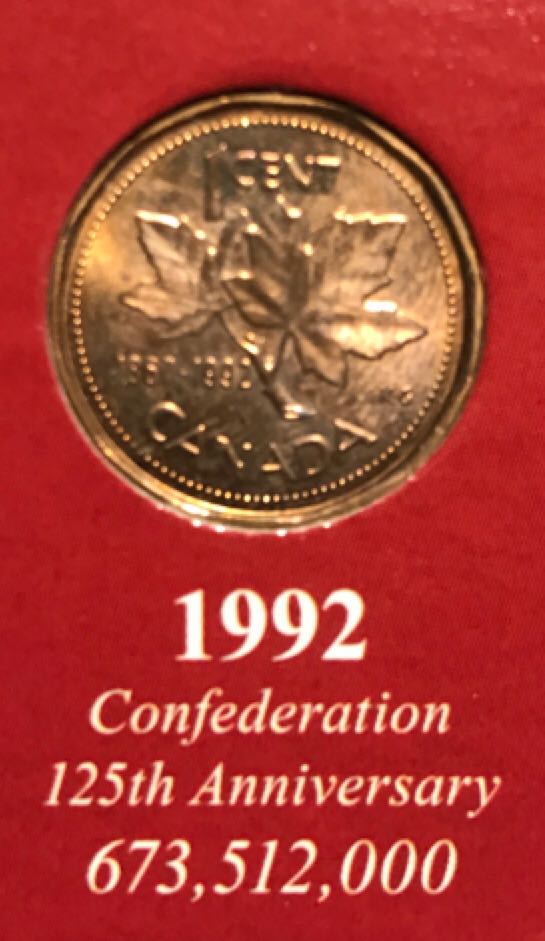 1 CENT
1867-1992
CANADA
1992
Confederation
125th Anniversary
673,512,000